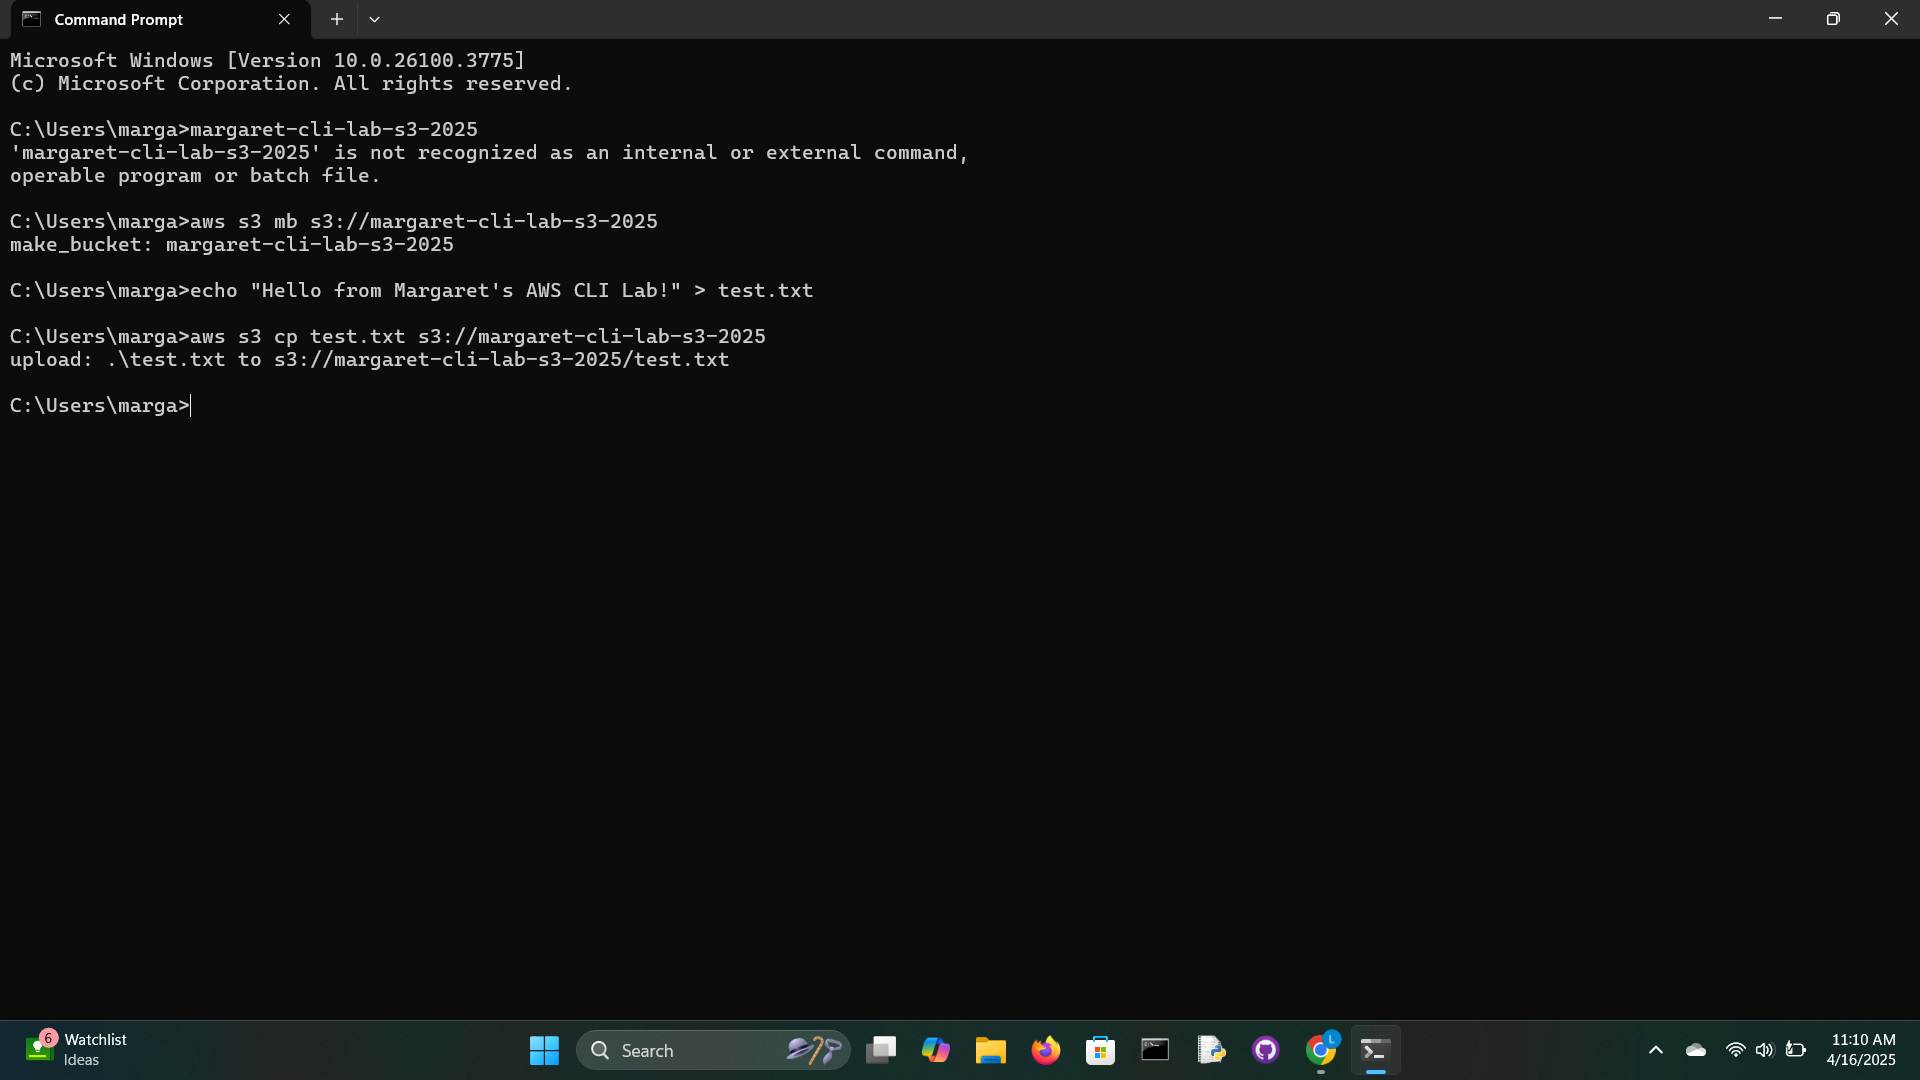 Command Prompt
Microsoft Windows [Version 10.0.26100.3775]
(c) Microsoft Corporation. All rights reserved.
C:\Users\marga>margaret-cli-lab-s3-2025
'margaret-cli-lab-s3-2025' is not recognized as an internal or external command,
operable program or batch file.
C:\Users\marga>aws s3 mb s3://margaret-cli-lab-s3-2025
make_bucket: margaret-cli-lab-s3-2025
C:\Users\marga>echo "Hello from Margaret's AWS CLI Lab!" > test.txt
C:\Users\marga>aws s3 cp test.txt s3://margaret-cli-lab-s3-2025
upload: .\test.txt to s3://margaret-cli-lab-s3-2025/test.txt
C:\Users\marga>
6
Watchlist
Ideas
Search
L
11:10 AM
4/16/2025